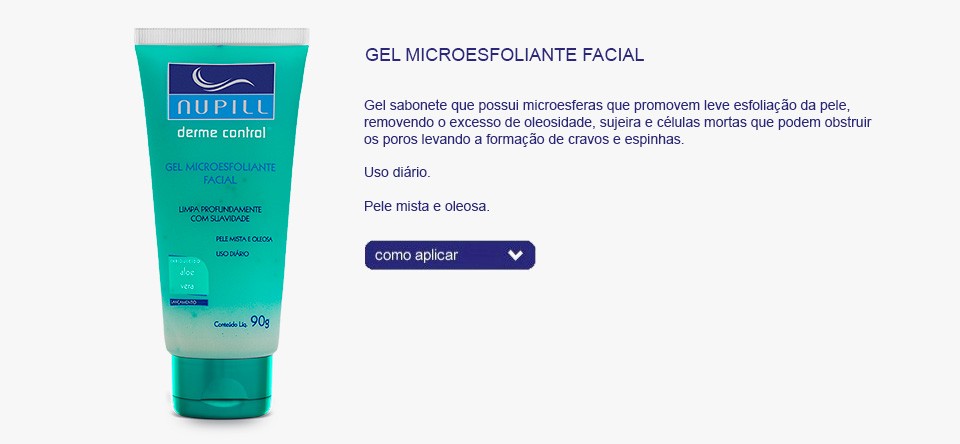 NUPILL
derme control
GEL MICROESFOLIANTE
FACIAL
LIMPA PROFUNDAMENTE
COM SUAVIDADE
PELE MISTA E OLEOSA
USO DIÁRIO
aloe
vera
LANÇAMENTO
Conteúdo Líq. 90g
GEL MICROESFOLIANTE FACIAL
Gel sabonete que possui microesferas que promovem leve esfoliação da pele,
removendo o excesso de oleosidade, sujeira e células mortas que podem obstruir
os poros levando a formação de cravos e espinhas.
Uso diário.
Pele mista e oleosa.
como aplicar